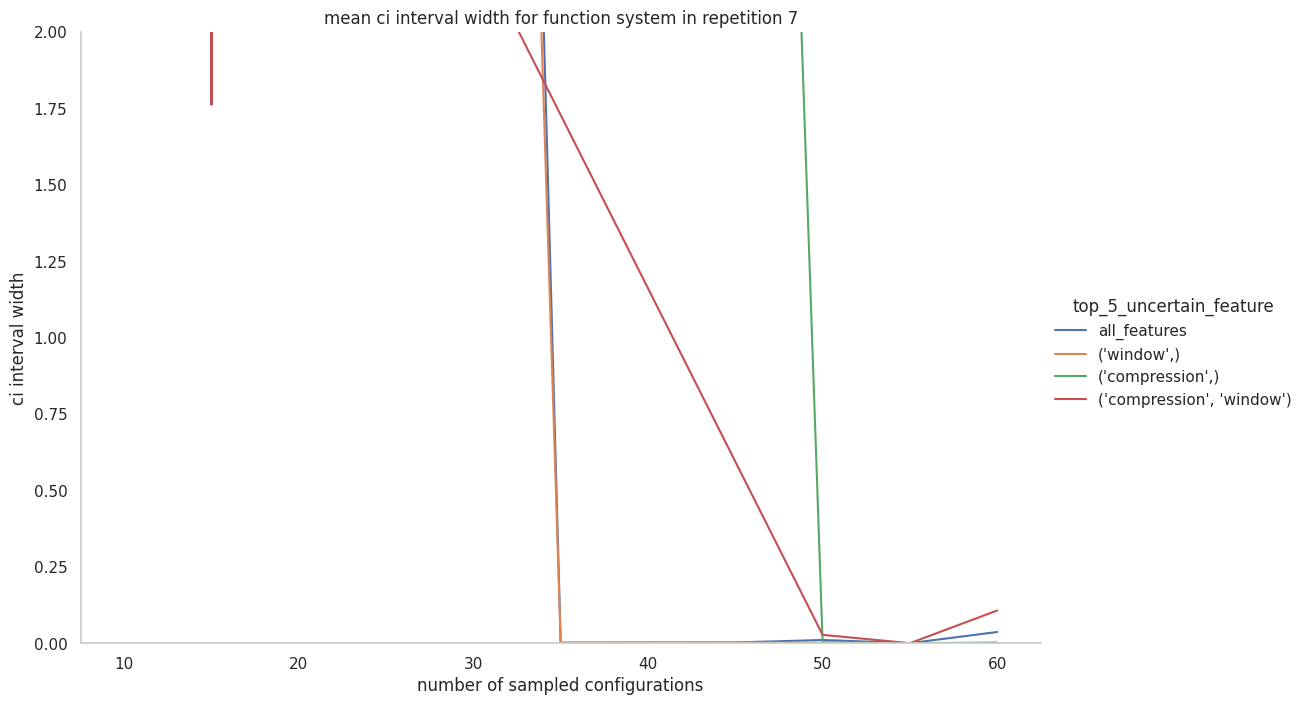 mean ci interval width for function system in repetition 7
2.00
1.75
1.50
1.25
1.00
0.75
0.50
0.25
0.00
ci interval width
10 20 30 40 50 60
number of sampled configurations
top_5_uncertain_feature
all_features
('window',)
('compression',)
('compression', 'window')